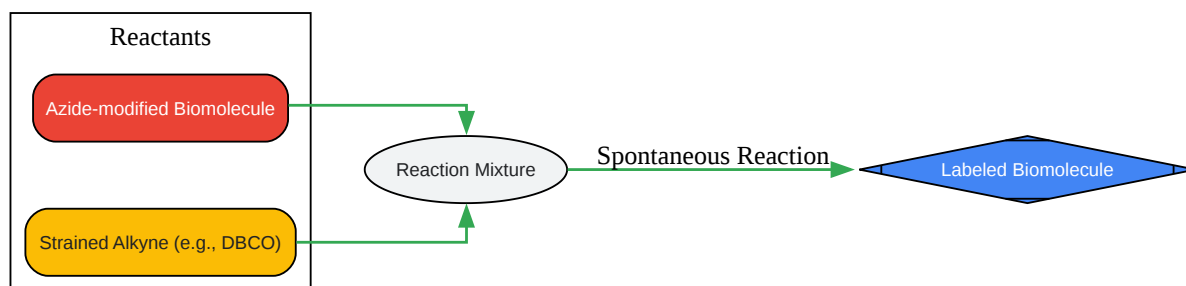 Reactants
Azide-modified Biomolecule
Strained Alkyne (e.g., DBCO)
Reaction Mixture
Spontaneous Reaction
Labeled Biomolecule